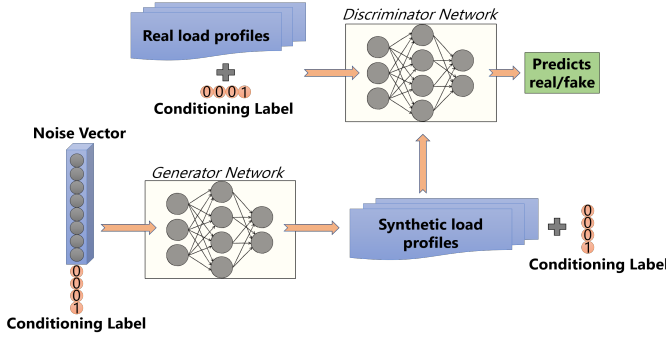 Discriminator Network
Real load profiles
0 0 0 1
Conditioning Label
Predicts
real/fake
Noise Vector
Generator Network
0
0
0
1
Conditioning Label
Synthetic load
profiles
0
0
0
1
Conditioning Label